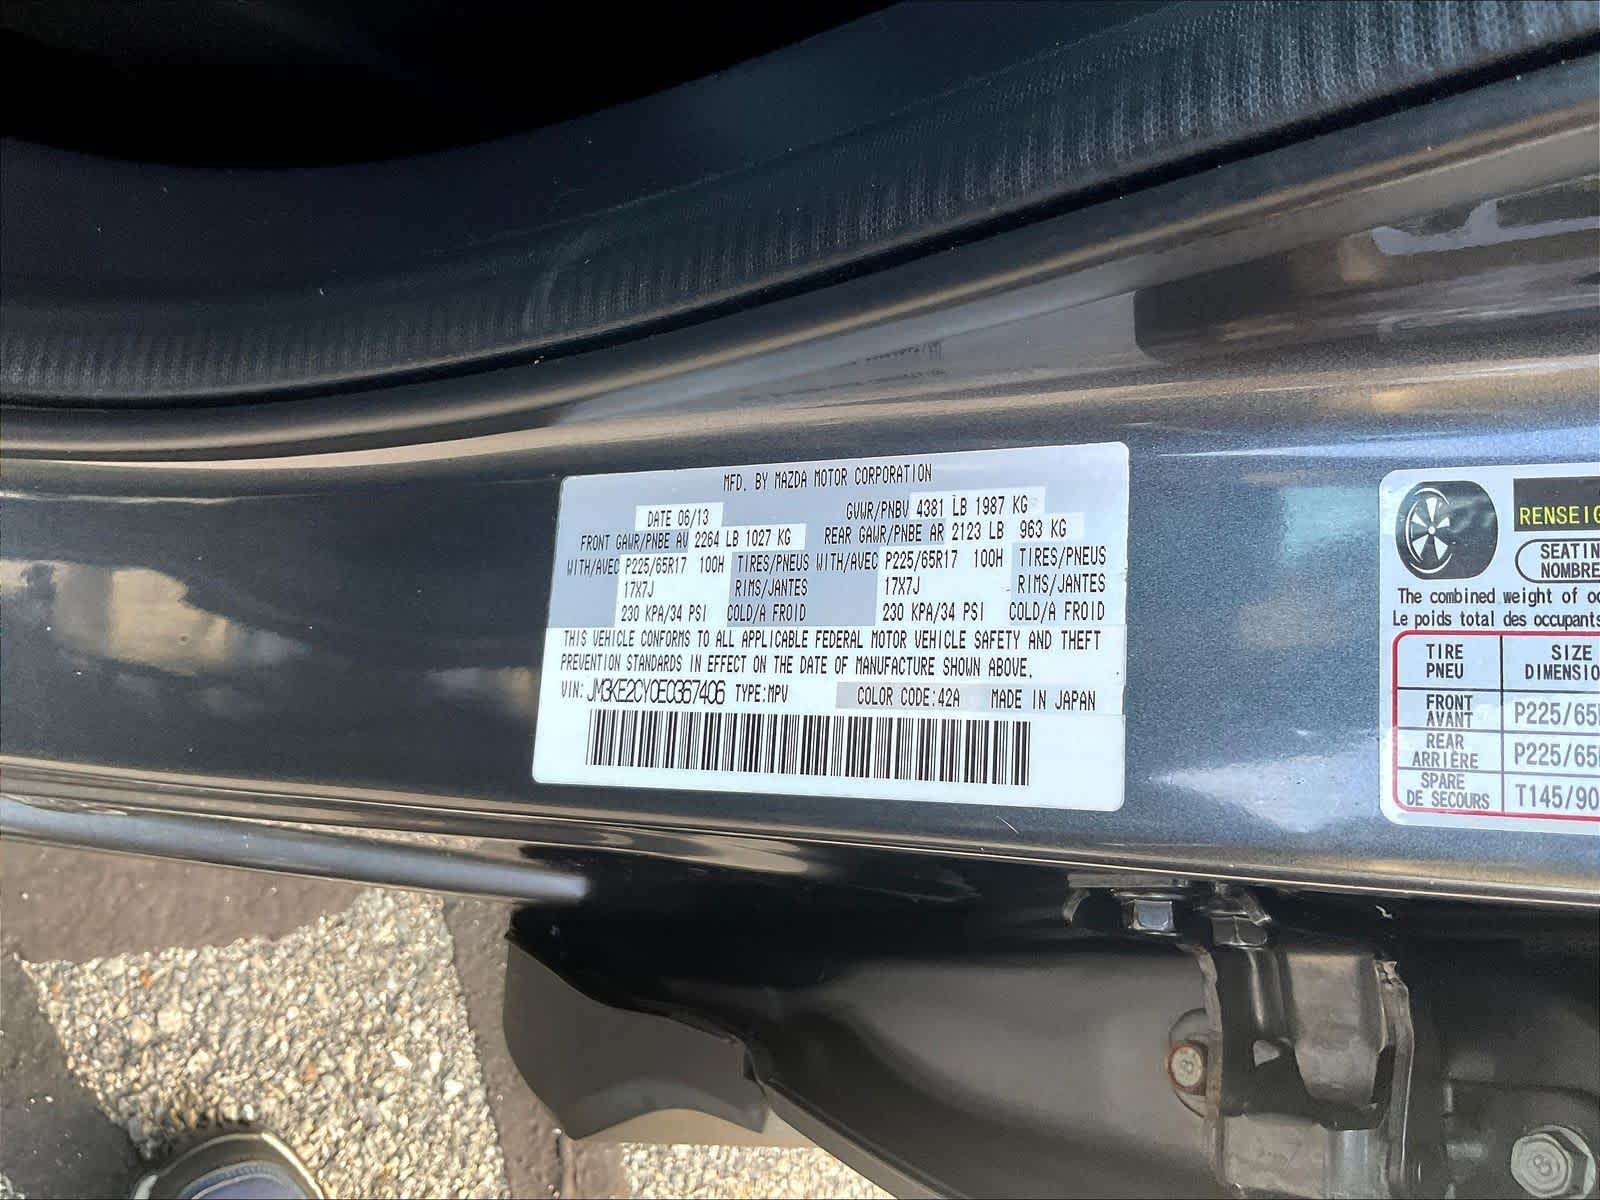 MFD. BY MAZDA MOTOR CORPORATION
DATE 06/13 GVWR/PNBV 4381 LB 1987 KG
FRONT GAWR/PNBE AV 2264 LB 1027 KG REAR GAWR/PNBE AR 2123 LB 963 KG
WITH/AVEC P225/65R17 100H TIRES/PNEUS WITH/AVEC P225/65R17 100H TIRES/PNEUS
17X7J RIMS/JANTES 17X7J RIMS/JANTES
230 KPA/34 PSI COLD/A FROID 230 KPA/34 PSI COLD/A FROID
THIS VEHICLE CONFORMS TO ALL APPLICABLE FEDERAL MOTOR VEHICLE SAFETY AND THEFT
PREVENTION STANDARDS IN EFFECT ON THE DATE OF MANUFACTURE SHOWN ABOVE.
VIN: JM3KE2CY0E0367406 TYPE:MPV COLOR CODE:42A MADE IN JAPAN
RENSEIG
SEATIN
NOMBRE
The combined weight of oc
Le poids total des occupants
TIRE SIZE
PNEU DIMENSIO
FRONT
AVANT P225/65
REAR
ARRIÈRE P225/65
SPARE
DE SECOURS T145/90
8